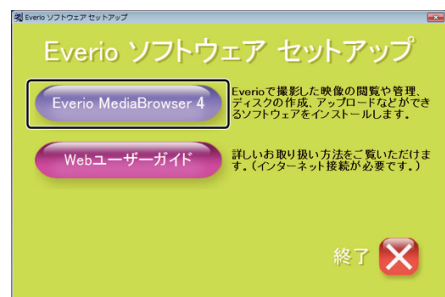 Everio ソフトウェア セットアップ
Everio ソフトウェア セットアップ
Everio MediaBrowser 4
Everioで撮影した映像の閲覧や管理、
ディスクの作成、アップロードなどができ
るソフトウェアをインストールします。
Webユーザーガイド
詳しいお取り扱い方法をご覧いただけま
す。(インターネット接続が必要です。)
終了